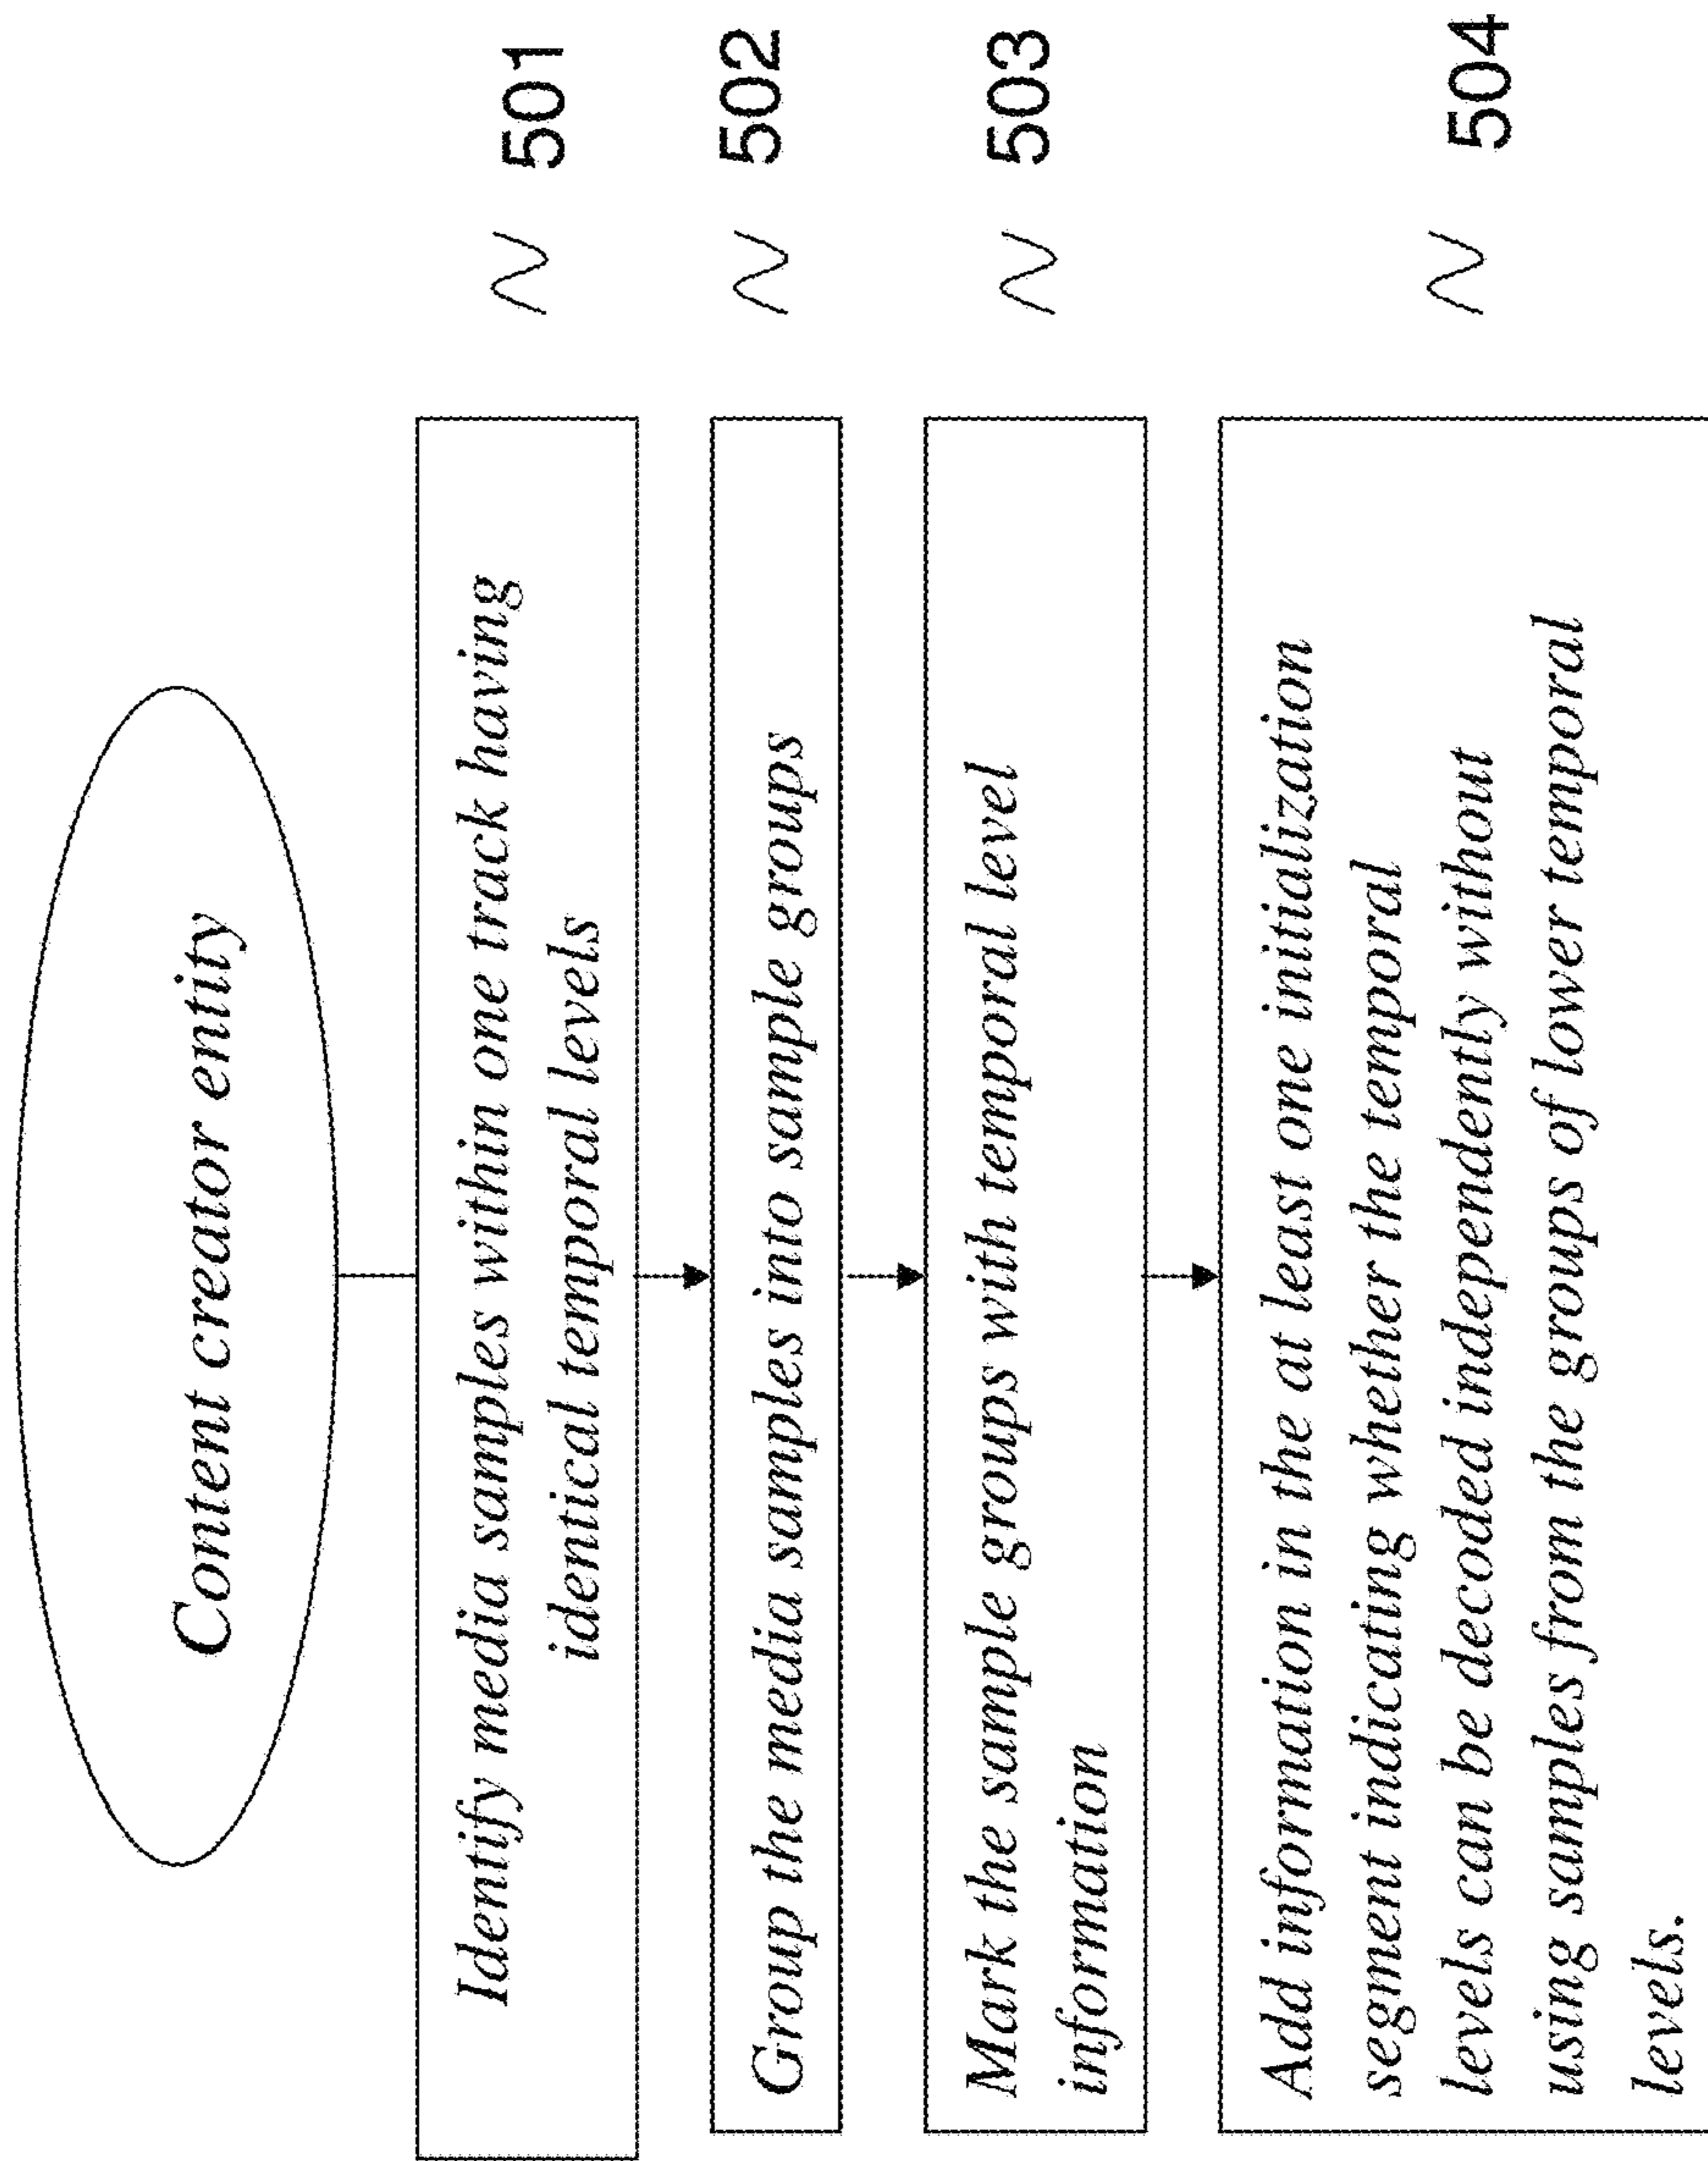 Content creator entity
Identify media samples within one track having
identical temporal levels
501
Group the media samples into sample groups
502
Mark the sample groups with temporal level
information
503
Add information in the at least one initialization
segment indicating whether the temporal
levels can be decoded independently without
using samples from the groups of lower temporal
levels.
504